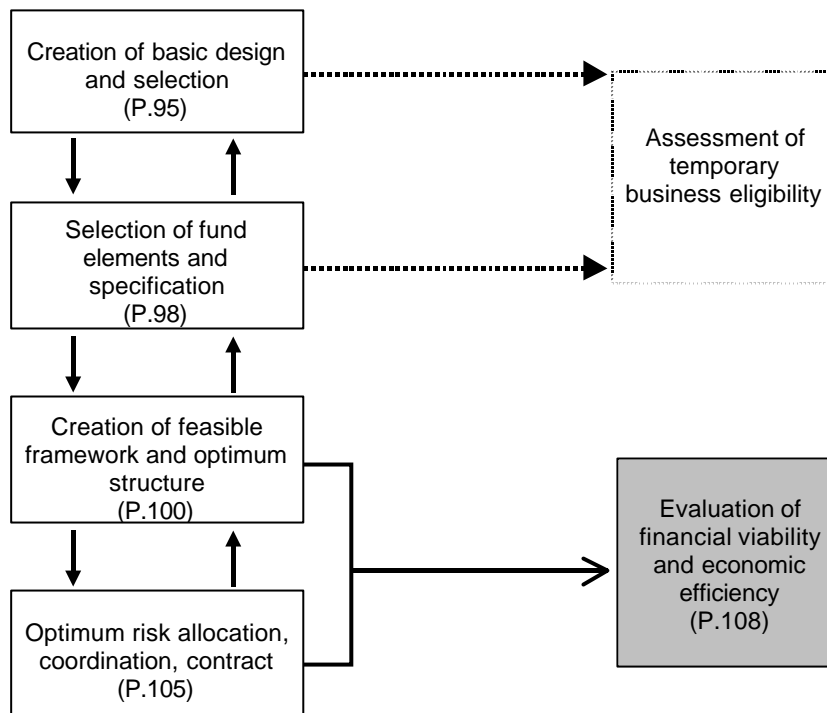 Creation of basic design
and selection
(P.95)
Assessment of
temporary
business eligibility
Selection of fund
elements and
specification
(P.98)
Creation of feasible
framework and optimum
structure
(P.100)
Evaluation of
financial viability
and economic
efficiency
(P.108)
Optimum risk allocation,
coordination, contract
(P.105)